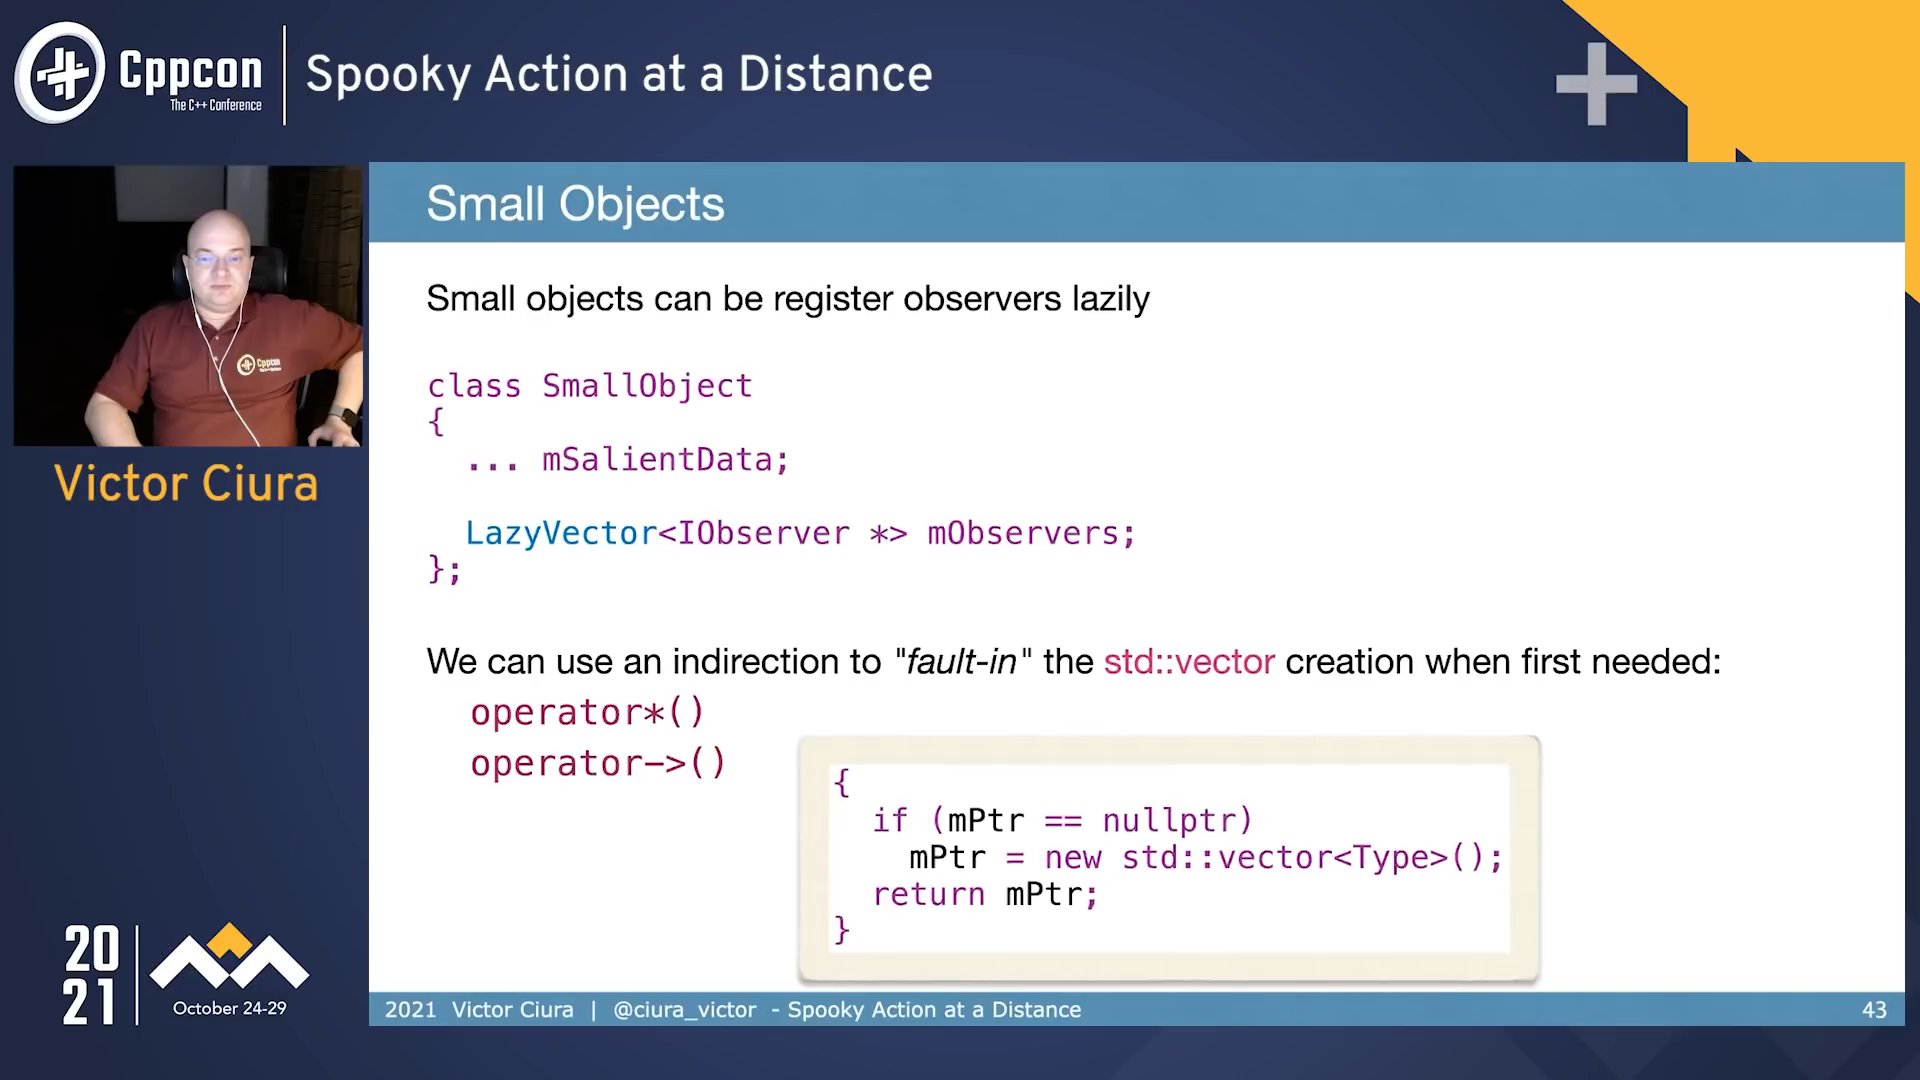 Cppcon
The C++ Conference
Spooky Action at a Distance
Victor Ciura
Small Objects
Small objects can be register observers lazily
class SmallObject
{
... mSalientData;
LazyVector<IObserver *> mObservers;
};
We can use an indirection to "fault-in" the std::vector creation when first needed:
operator*()
operator->()
{
if (mPtr == nullptr)
mPtr = new std::vector<Type>();
return mPtr;
}
20
21
October 24-29
2021 Victor Ciura | @ciura_victor - Spooky Action at a Distance
43
Cppcon